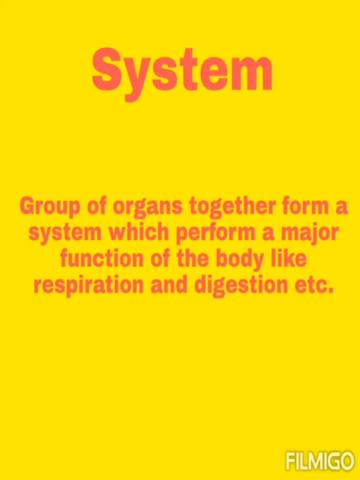 System
Group of organs together form a
system which perform a major
function of the body like
respiration and digestion etc.
FILMIGO